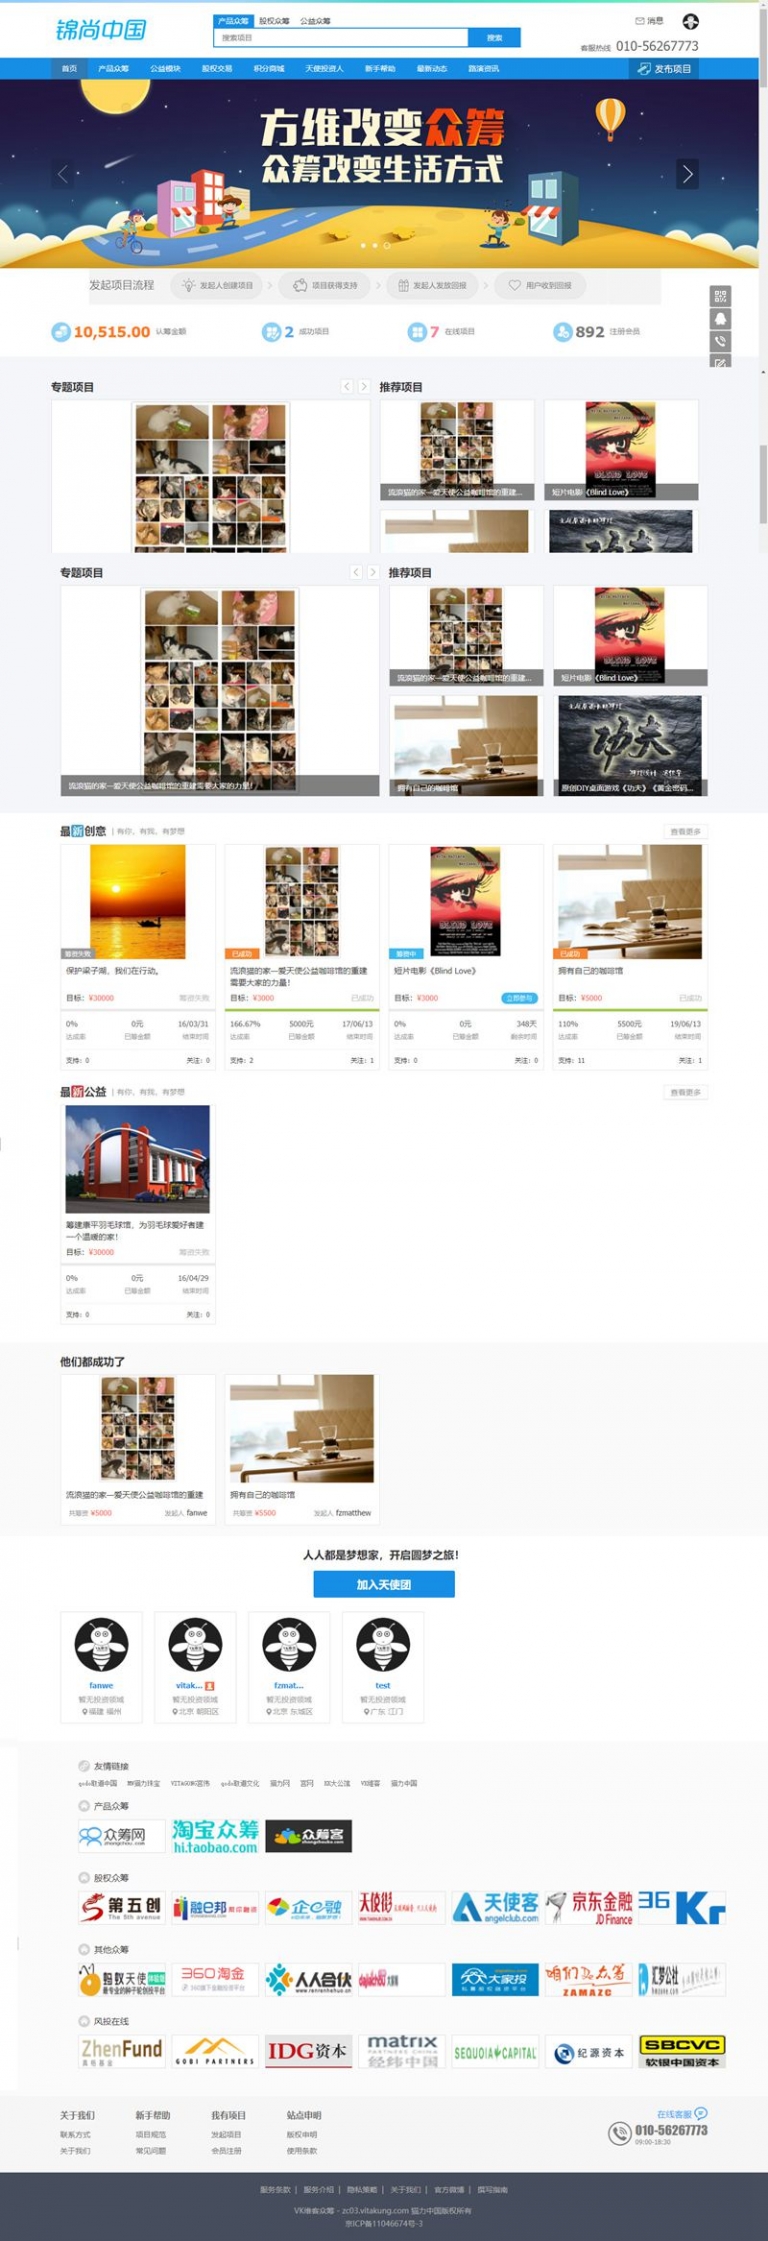 锦尚中国
产品众筹 股权众筹 公益众筹
搜索项目 搜索
消息
客服热线 010-56267773
首页 产品众筹 公益模块 股权交易 积分商城 天使投资人 新手帮助 最新动态 路演资讯 发布项目
方维改变众筹
众筹改变生活方式
发起项目流程 发起人创建项目 项目获得支持 发起人发放回报 用户收到回报
10,515.00 认筹金额 2 成功项目 7 在线项目 892 注册会员
专题项目 推荐项目
流浪猫的家—爱天使公益咖啡馆的重建... 短片电影《Blind Love》
专题项目 推荐项目
流浪猫的家—爱天使公益咖啡馆的重建... 短片电影《Blind Love》
流浪猫的家—爱天使公益咖啡馆的重建需要大家的力量! 拥有自己的咖啡馆 原创DIY桌面游戏《功夫》《黄金密码...
功夫
最新创意 | 有你、有我、有梦想 查看更多
筹资失败 已成功 筹资中 已成功
保护梁子湖，我们在行动。 流浪猫的家—爱天使公益咖啡馆的重建 短片电影《Blind Love》 拥有自己的咖啡馆
需要大家的力量！
目标：¥30000 筹资失败 目标：¥3000 已成功 目标：¥3000 立即参与 目标：¥5000 已成功
0% 0元 16/03/31 166.67% 5000元 17/06/13 0% 0元 348天 110% 5500元 19/06/13
达成率 已筹金额 结束时间 达成率 已筹金额 结束时间 达成率 已筹金额 剩余时间 达成率 已筹金额 结束时间
支持：0 关注：0 支持：2 关注：1 支持：0 关注：0 支持：11 关注：1
最新公益 | 有你、有我、有梦想 查看更多
筹建康平羽毛球馆，为羽毛球爱好者建
一个温暖的家！
目标：¥30000 筹资失败
0% 0元 16/04/29
达成率 已筹金额 结束时间
支持：0 关注：0
他们都成功了
流浪猫的家—爱天使公益咖啡馆的重建 拥有自己的咖啡馆
共筹资 ¥5000 发起人 fanwe 共筹资 ¥5500 发起人 fzmatthew
人人都是梦想家，开启圆梦之旅！
加入天使团
fanwe vitak... fzmat... test
暂无投资领域 暂无投资领域 暂无投资领域 暂无投资领域
福建 福州 北京 朝阳区 北京 东城区 广东 江门
友情链接
产品众筹
众筹网 淘宝众筹 众筹客
zhongchou.com hi.taobao.com
股权众筹
第五创 融e邦 企e融 天使街 天使客 京东金融 36Kr
The 5th avenue angelclub.com JD Finance
其他众筹
蚂蚁天使 360淘金 人人合伙 大家投 咱们众筹 汇梦公社
www.renrenhehuo.cn ZAMAZC
风投在线
ZhenFund GOBI PARTNERS IDG资本 matrix SEQUOIA CAPITAL 纪源资本 SBCVC
真格基金 PARTNERS CHINA 经纬中国 软银中国资本
关于我们 新手帮助 我有项目 站点申明 在线客服
联系方式 项目规范 发起项目 版权申明 010-56267773
关于我们 常见问题 会员注册 使用条款 09:00-18:30
服务条款 | 服务介绍 | 隐私策略 | 关于我们 | 官方微博 | 撰写指南
VK维客众筹 - zc03.vitakung.com 猫力中国版权所有
京ICP备11046674号-3